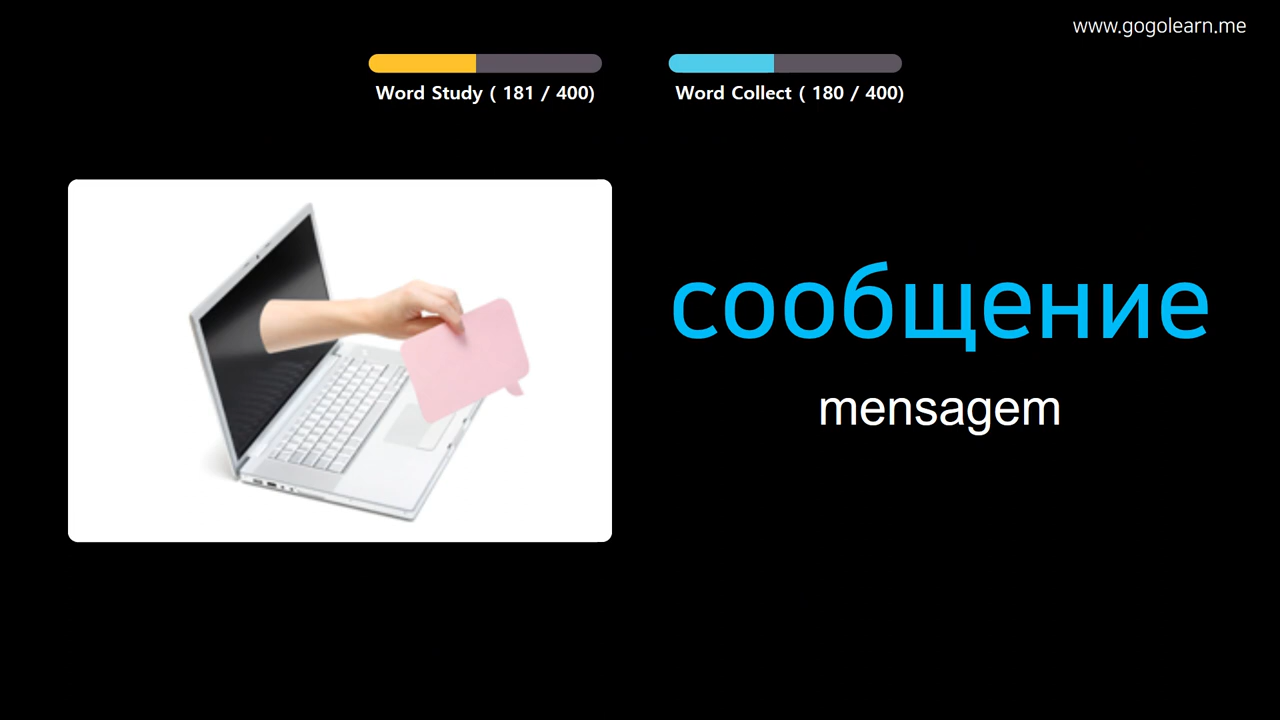 www.gogolearn.me
Word Study ( 181 / 400)
Word Collect ( 180 / 400)
сообщение
mensagem